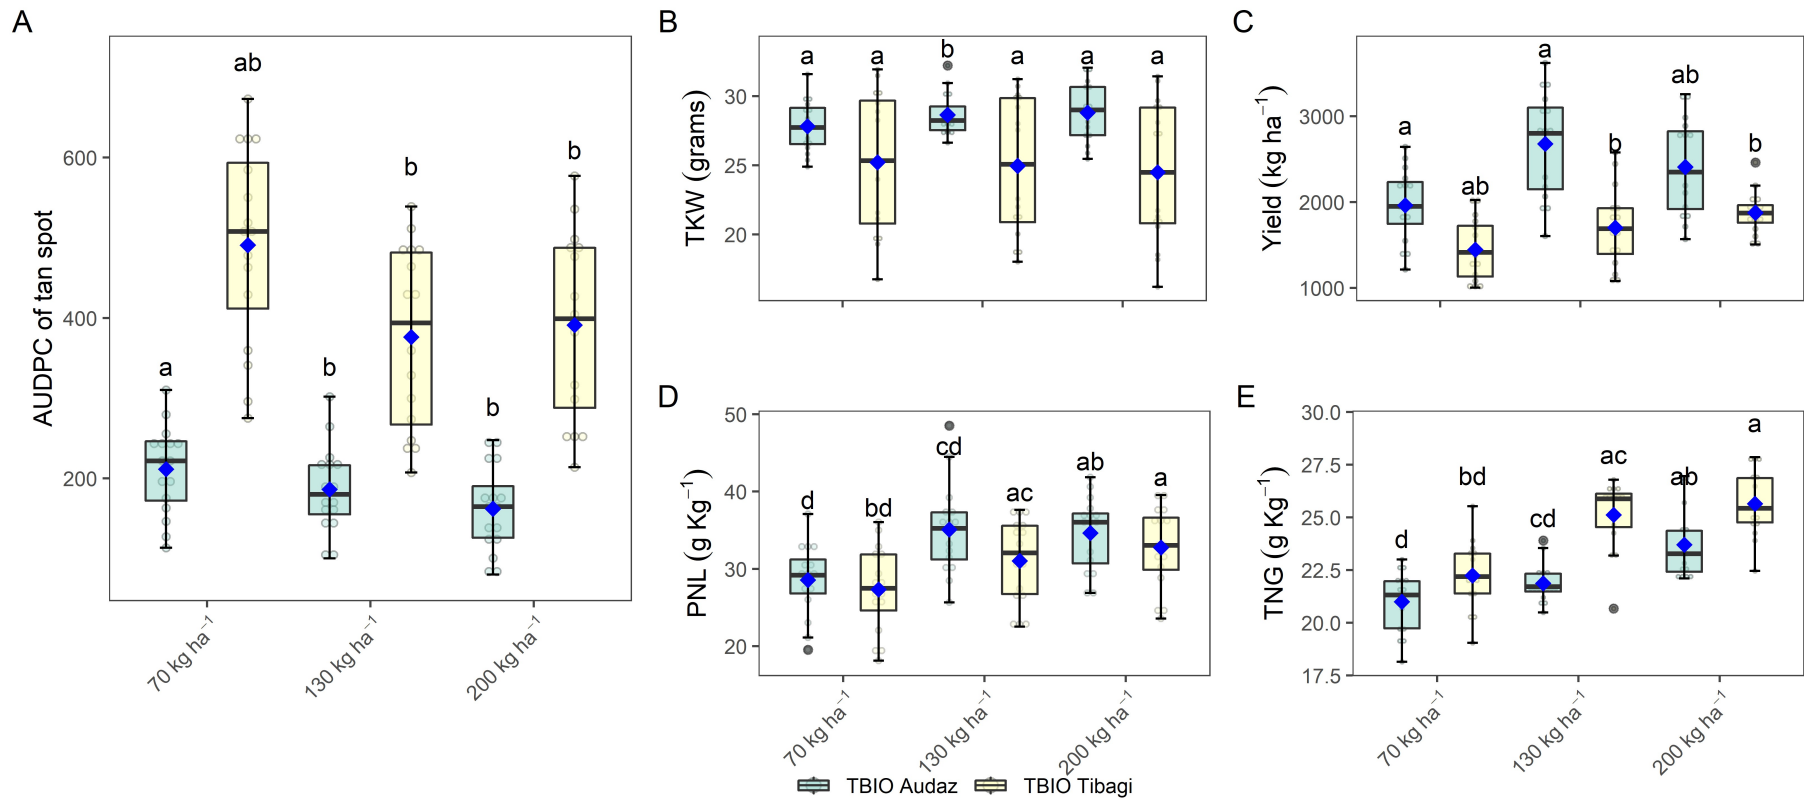 A
AUDPC of tan spot
600
400
200
a
ab
b
b
b
b
70 kg ha⁻¹
130 kg ha⁻¹
200 kg ha⁻¹
B
TKW (grams)
30
25
20
a
a
b
a
a
a
C
Yield (kg ha⁻¹)
3000
2000
1000
a
ab
a
b
ab
b
D
PNL (g Kg⁻¹)
50
40
30
20
d
bd
cd
ac
ab
a
70 kg ha⁻¹
130 kg ha⁻¹
200 kg ha⁻¹
E
TNG (g Kg⁻¹)
30.0
27.5
25.0
22.5
20.0
17.5
d
bd
cd
ac
ab
a
70 kg ha⁻¹
130 kg ha⁻¹
200 kg ha⁻¹
TBIO Audaz TBIO Tibagi